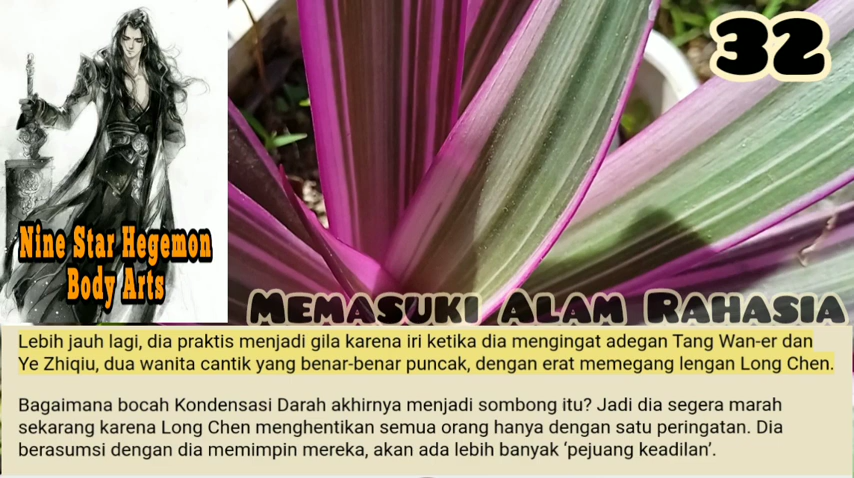 32
Nine Star Hegemon
Body Arts
Memasuki Alam Rahasia
Lebih jauh lagi, dia praktis menjadi gila karena iri ketika dia mengingat adegan Tang Wan-er dan
Ye Zhiqiu, dua wanita cantik yang benar-benar puncak, dengan erat memegang lengan Long Chen.
Bagaimana bocah Kondensasi Darah akhirnya menjadi sombong itu? Jadi dia segera marah
sekarang karena Long Chen menghentikan semua orang hanya dengan satu peringatan. Dia
berasumsi dengan dia memimpin mereka, akan ada lebih banyak ‘pejuang keadilan’.